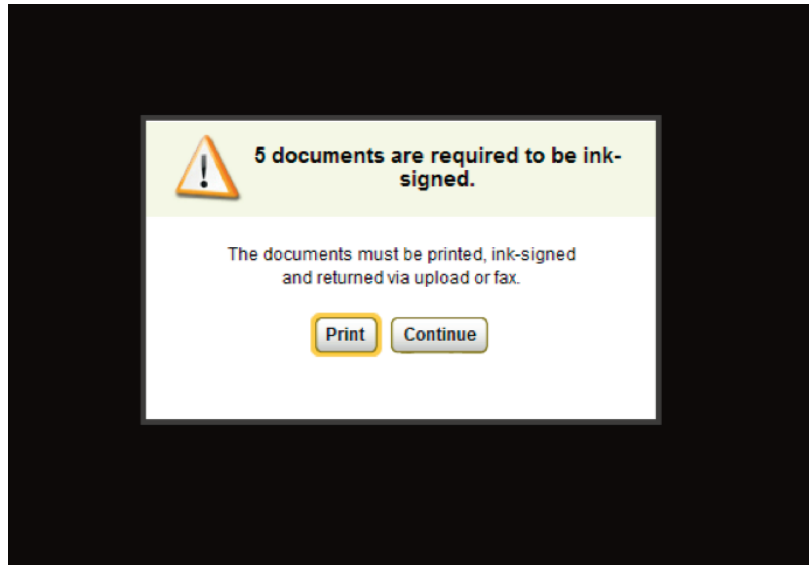 5 documents are required to be ink-
signed.
The documents must be printed, ink-signed
and returned via upload or fax.
Print Continue